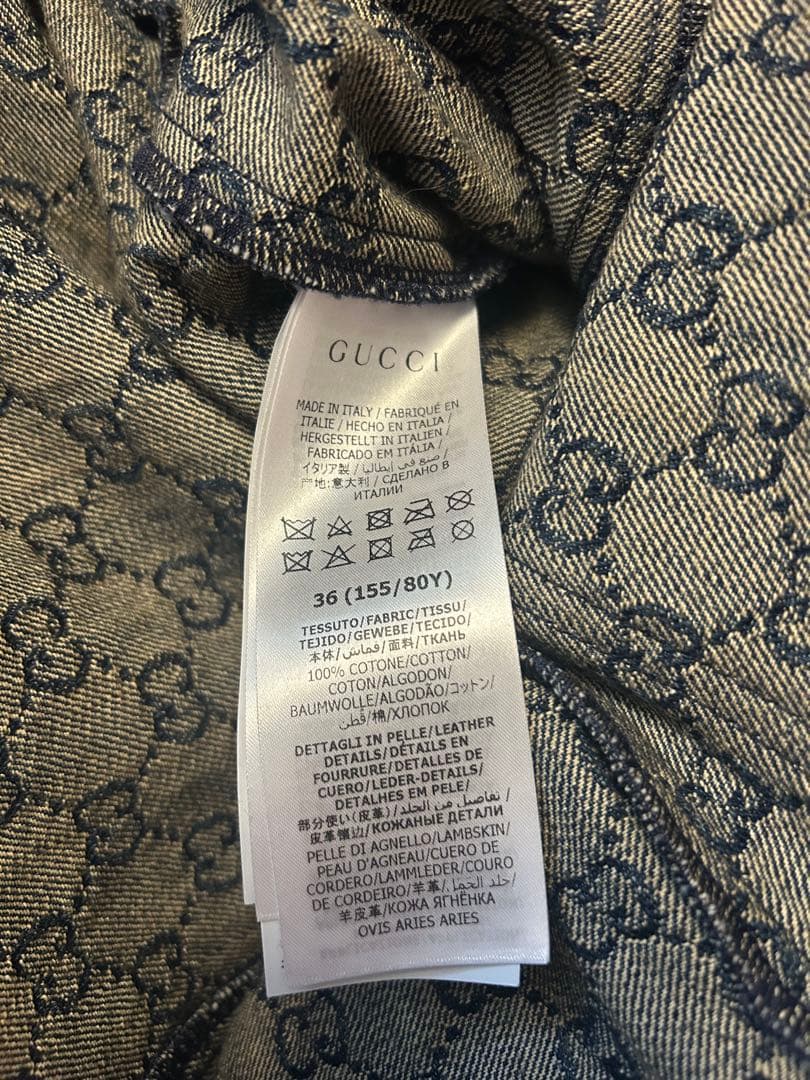 GUCCI
MADE IN ITALY / FABRIQUÉ EN
ITALIE / HECHO EN ITALIA /
HERGESTELLT IN ITALIEN /
FABRICADO EM ITÁLIA /
イタリア製 / صنع في إيطاليا /
产地:意大利 / СДЕЛАНО В
ИТАЛИИ
36 (155/80Y)
TESSUTO/FABRIC/TISSU/
TEJIDO/GEWEBE/TECIDO/
本体/قماش/面料/ТКАНЬ
100% COTONE/COTTON/
COTON/ALGODON/
BAUMWOLLE/ALGODÃO/コットン/
قطن/棉/ХЛОПОК
DETTAGLI IN PELLE/LEATHER
DETAILS/DÉTAILS EN
FOURRURE/DETALLES DE
CUERO/LEDER-DETAILS/
DETALHES EM PELE/
部分使い(皮革)/تفاصيل من الجلد/
皮革镶边/КОЖАНЫЕ ДЕТАЛИ
PELLE DI AGNELLO/LAMBSKIN/
PEAU D'AGNEAU/CUERO DE
CORDERO/LAMMLEDER/COURO
DE CORDEIRO/羊革/جلد الحمل/
羊皮革/КОЖА ЯГНЁНКА
OVIS ARIES ARIES